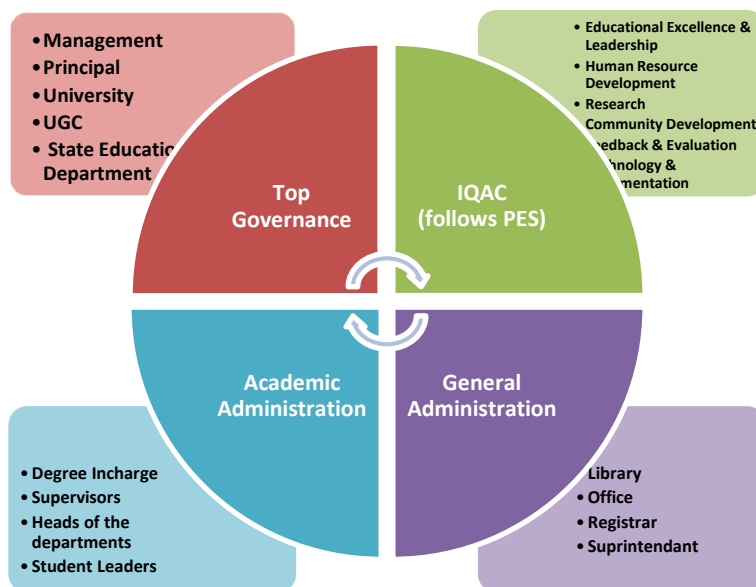 • Management
• Principal
• University
• UGC
• State Educatio
Department
• Educational Excellence &
Leadership
• Human Resource
Development
• Research
Community Development
edback & Evaluation
hnology &
mentation
Top
Governance
IQAC
(follows PES)
Academic
Administration
General
Administration
• Degree Incharge
• Supervisors
• Heads of the
departments
• Student Leaders
Library
• Office
• Registrar
• Suprintendant